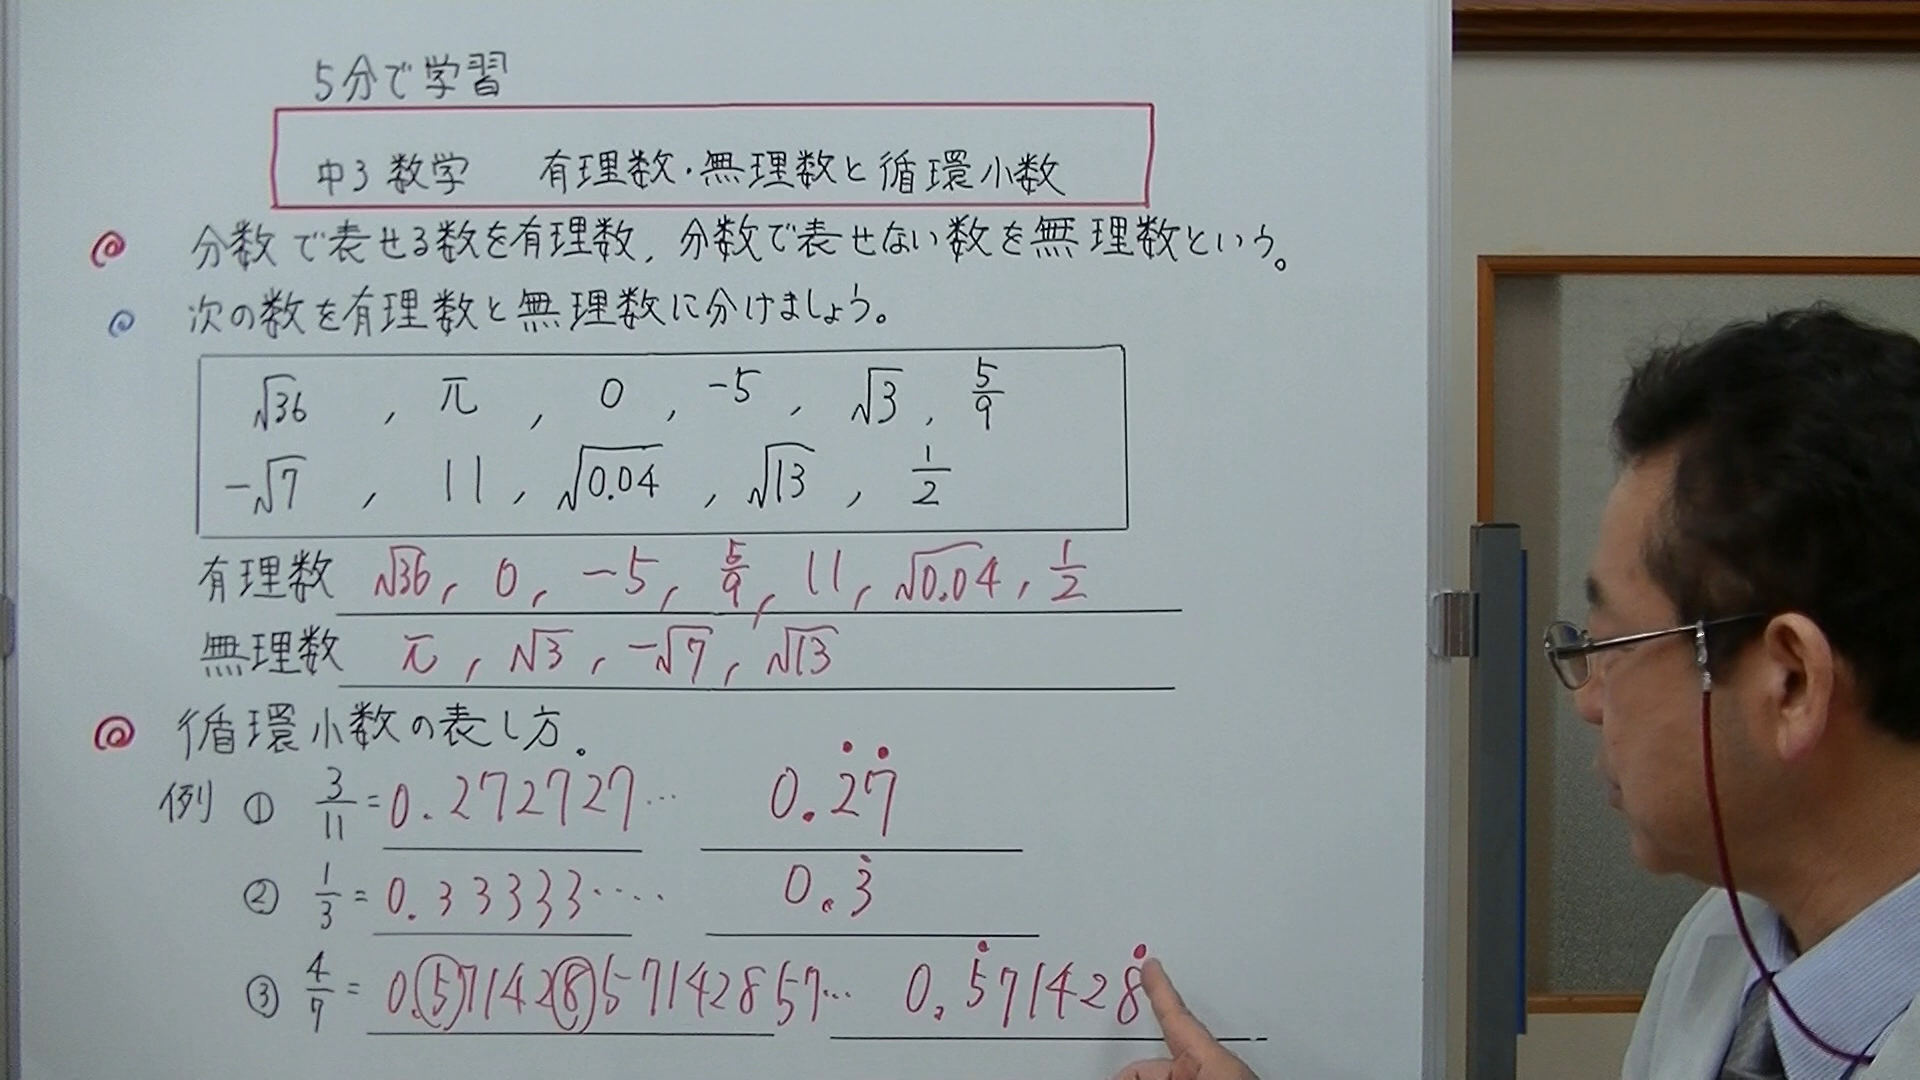 5分で学習
中3 数学 有理数・無理数と循環小数
◎ 分数で表せる数を有理数, 分数で表せない数を無理数という。
◎ 次の数を有理数と無理数に分けましょう。
√36 , π , 0 , -5 , √3 , 5/9
-√7 , 11 , √0.04 , √13 , 1/2
有理数 √36, 0, -5, 5/9, 11, √0.04, 1/2
無理数 π, √3, -√7, √13
◎ 循環小数の表し方。
例 ① 3/11 = 0.272727… 0.2̇7̇
② 1/3 = 0.33333..... 0.3̇
③ 4/7 = 0.57142857142857… 0.5̇71428̇